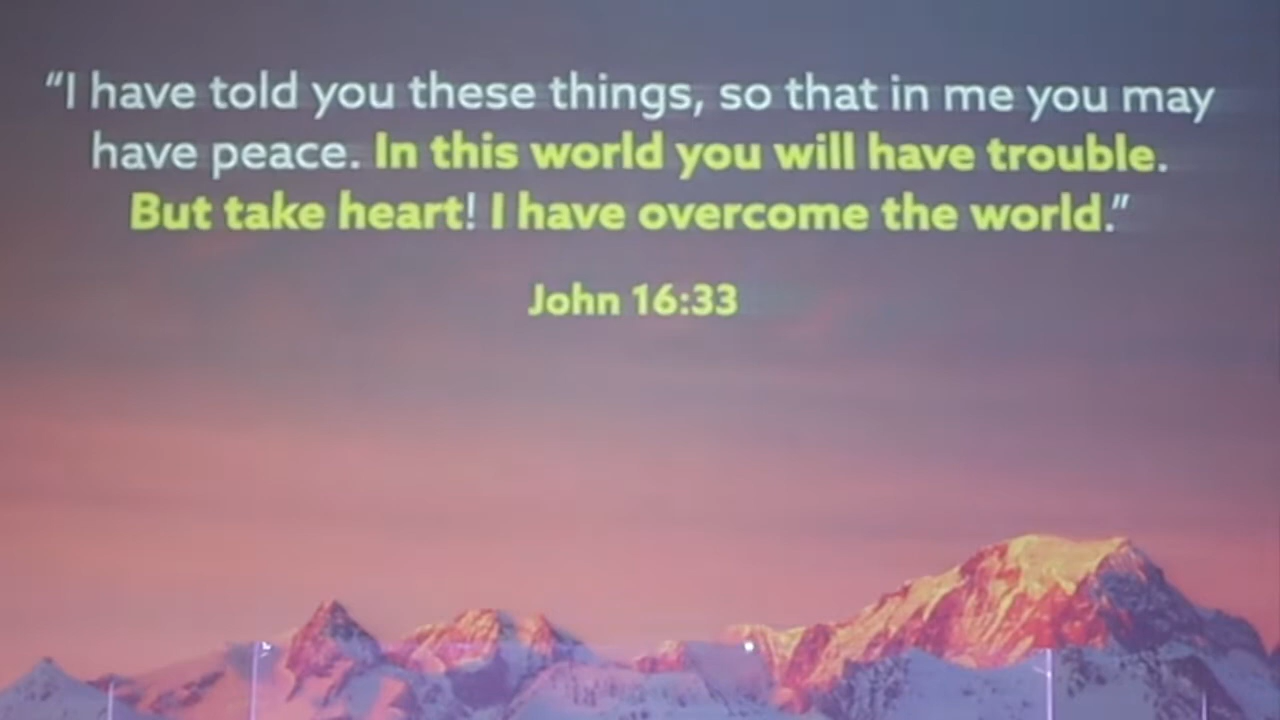 “I have told you these things, so that in me you may
have peace. In this world you will have trouble.
But take heart! I have overcome the world.”
John 16:33